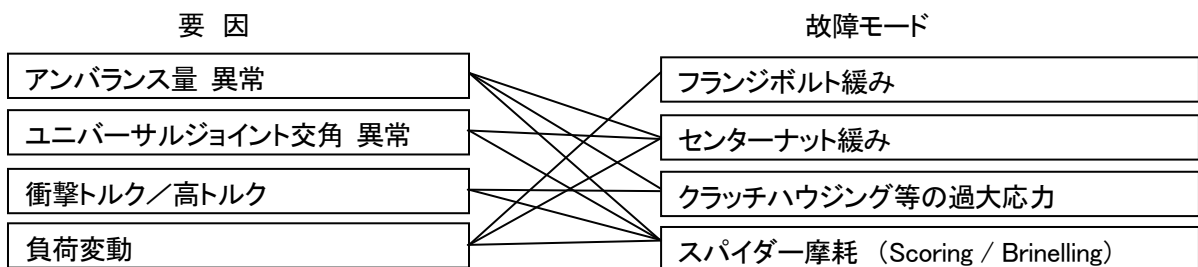 要 因
故障モード
アンバランス量 異常
フランジボルト緩み
ユニバーサルジョイント交角 異常
センターナット緩み
衝撃トルク／高トルク
クラッチハウジング等の過大応力
負荷変動
スパイダー摩耗 （Scoring / Brinelling）